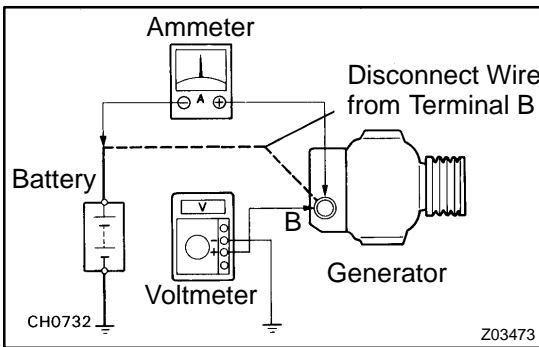 Ammeter
- A +
Disconnect Wire
from Terminal B
Battery
V
-
+
B
Generator
Voltmeter
CH0732
Z03473